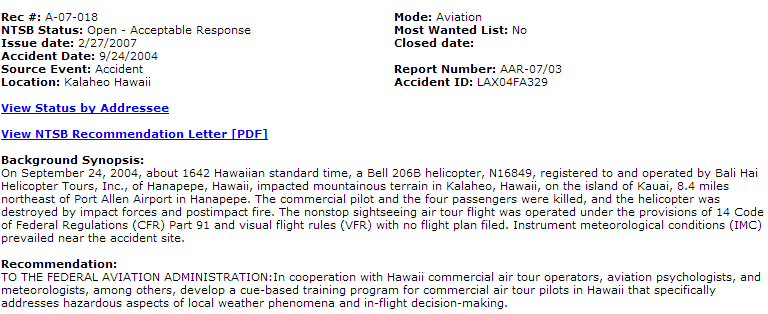 Rec #: A-07-018 Mode: Aviation
NTSB Status: Open - Acceptable Response Most Wanted List: No
Issue date: 2/27/2007 Closed date:
Accident Date: 9/24/2004
Source Event: Accident Report Number: AAR-07/03
Location: Kalaheo Hawaii Accident ID: LAX04FA329
View Status by Addressee
View NTSB Recommendation Letter [PDF]
Background Synopsis:
On September 24, 2004, about 1642 Hawaiian standard time, a Bell 206B helicopter, N16849, registered to and operated by Bali Hai
Helicopter Tours, Inc., of Hanapepe, Hawaii, impacted mountainous terrain in Kalaheo, Hawaii, on the island of Kauai, 8.4 miles
northeast of Port Allen Airport in Hanapepe. The commercial pilot and the four passengers were killed, and the helicopter was
destroyed by impact forces and postimpact fire. The nonstop sightseeing air tour flight was operated under the provisions of 14 Code
of Federal Regulations (CFR) Part 91 and visual flight rules (VFR) with no flight plan filed. Instrument meteorological conditions (IMC)
prevailed near the accident site.
Recommendation:
TO THE FEDERAL AVIATION ADMINISTRATION:In cooperation with Hawaii commercial air tour operators, aviation psychologists, and
meteorologists, among others, develop a cue-based training program for commercial air tour pilots in Hawaii that specifically
addresses hazardous aspects of local weather phenomena and in-flight decision-making.